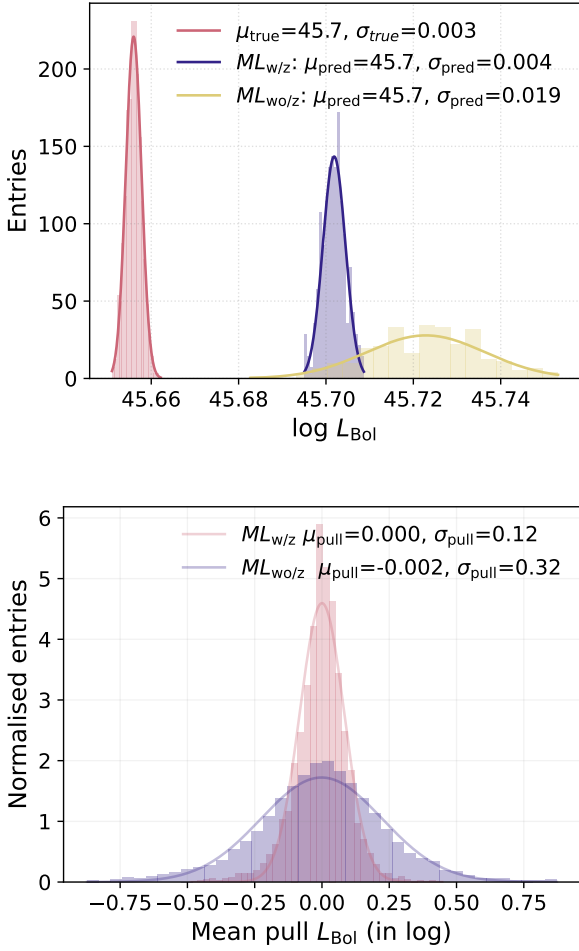 μtrue=45.7, σtrue=0.003
MLw/z: μpred=45.7, σpred=0.004
MLwo/z: μpred=45.7, σpred=0.019
Entries
200
150
100
50
0
45.66 45.68 45.70 45.72 45.74
log LBol
MLw/z μpull=0.000, σpull=0.12
MLwo/z μpull=-0.002, σpull=0.32
Normalised entries
6
5
4
3
2
1
0
−0.75 −0.50 −0.25 0.00 0.25 0.50 0.75
Mean pull LBol (in log)